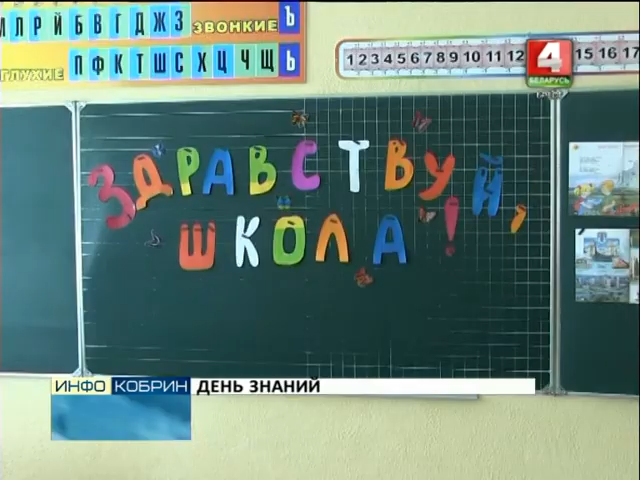 МЛРЙБВГДЖЗ ЗВОНКИЕ Ъ
ГЛУХИЕ ПФКТШСХЦЧЩ Ь
1 2 3 4 5 6 7 8 9 10 11 12 15 16 17
4
БЕЛАРУСЬ
ЗДРАВСТВУЙ,
ШКОЛА!
ИНФО КОБРИН ДЕНЬ ЗНАНИЙ